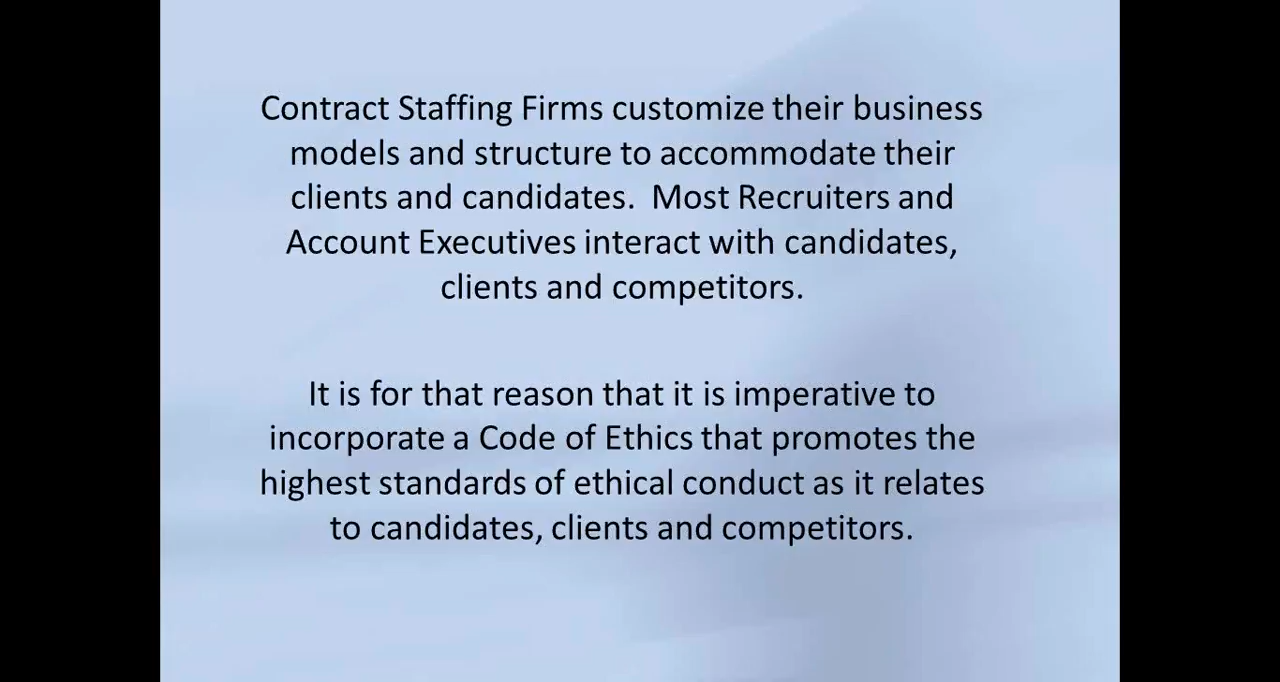 Contract Staffing Firms customize their business
models and structure to accommodate their
clients and candidates.  Most Recruiters and
Account Executives interact with candidates,
clients and competitors.
It is for that reason that it is imperative to
incorporate a Code of Ethics that promotes the
highest standards of ethical conduct as it relates
to candidates, clients and competitors.